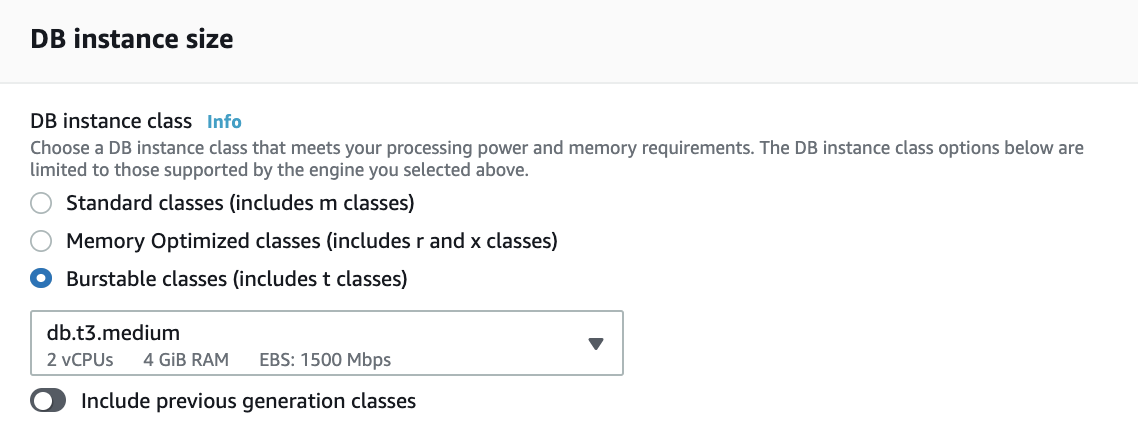 DB instance size
DB instance class Info
Choose a DB instance class that meets your processing power and memory requirements. The DB instance class options below are
limited to those supported by the engine you selected above.
Standard classes (includes m classes)
Memory Optimized classes (includes r and x classes)
Burstable classes (includes t classes)
db.t3.medium
2 vCPUs 4 GiB RAM EBS: 1500 Mbps
Include previous generation classes